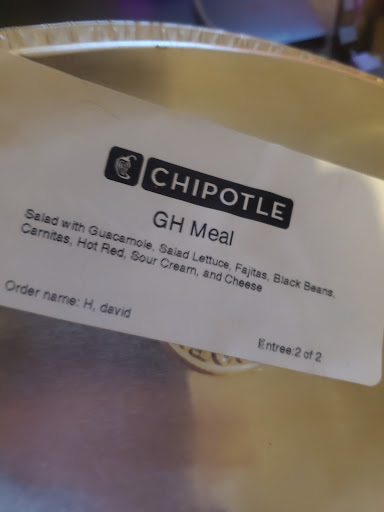 CHIPOTLE
GH Meal
Salad with Guacamole, Salad Lettuce, Fajitas, Black Beans,
Carnitas, Hot Red, Sour Cream, and Cheese
Order name: H, david
Entree:2 of 2